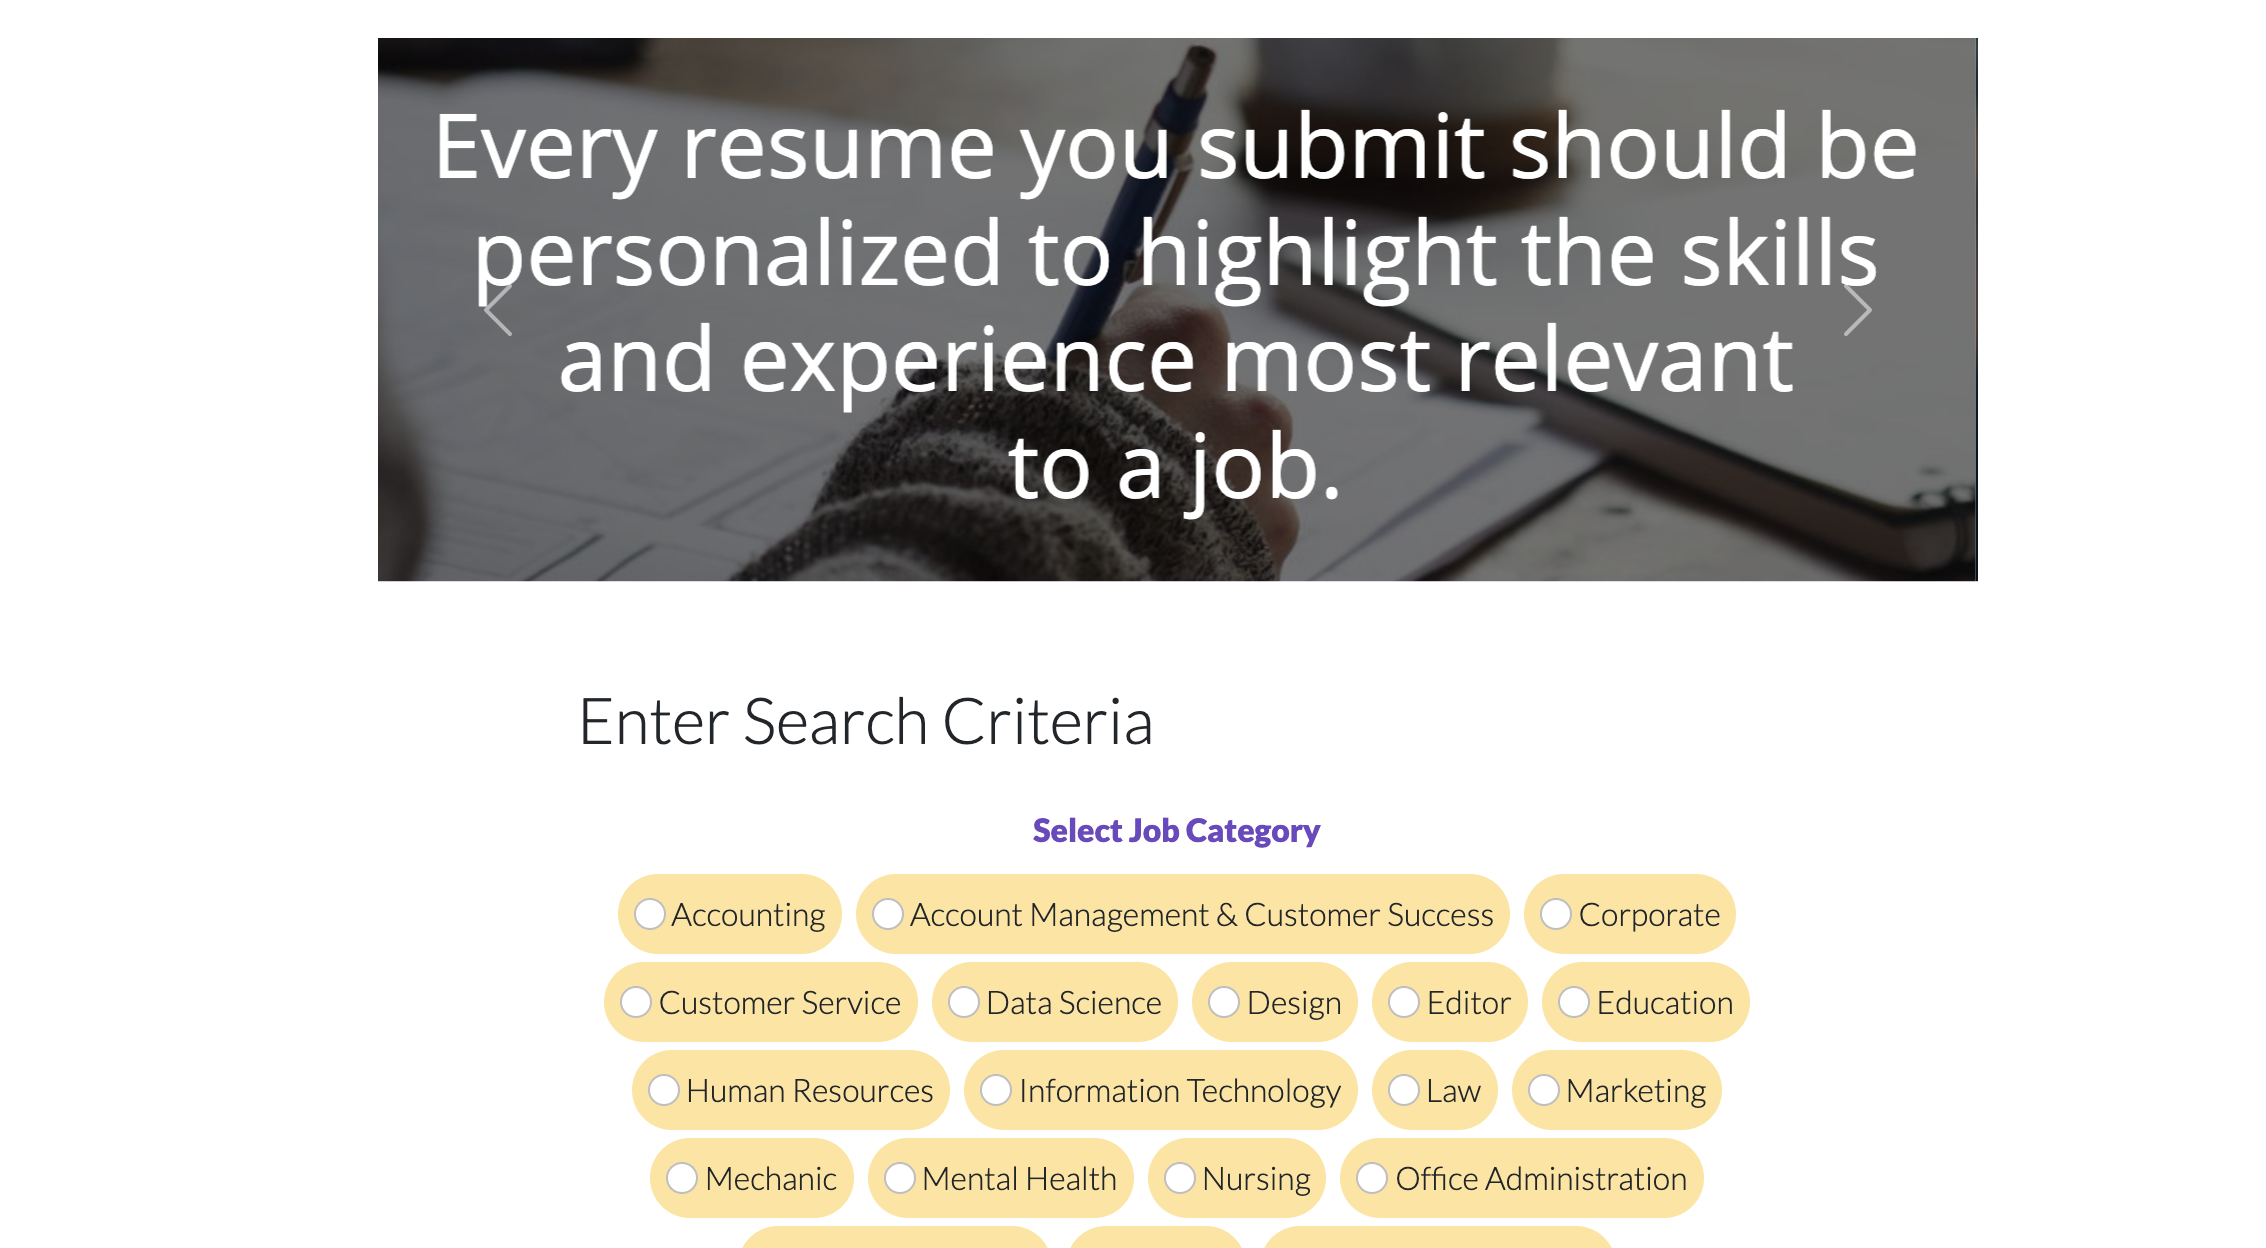 Every resume you submit should be
personalized to highlight the skills
and experience most relevant
to a job.
Enter Search Criteria
Select Job Category
Accounting Account Management & Customer Success Corporate
Customer Service Data Science Design Editor Education
Human Resources Information Technology Law Marketing
Mechanic Mental Health Nursing Office Administration